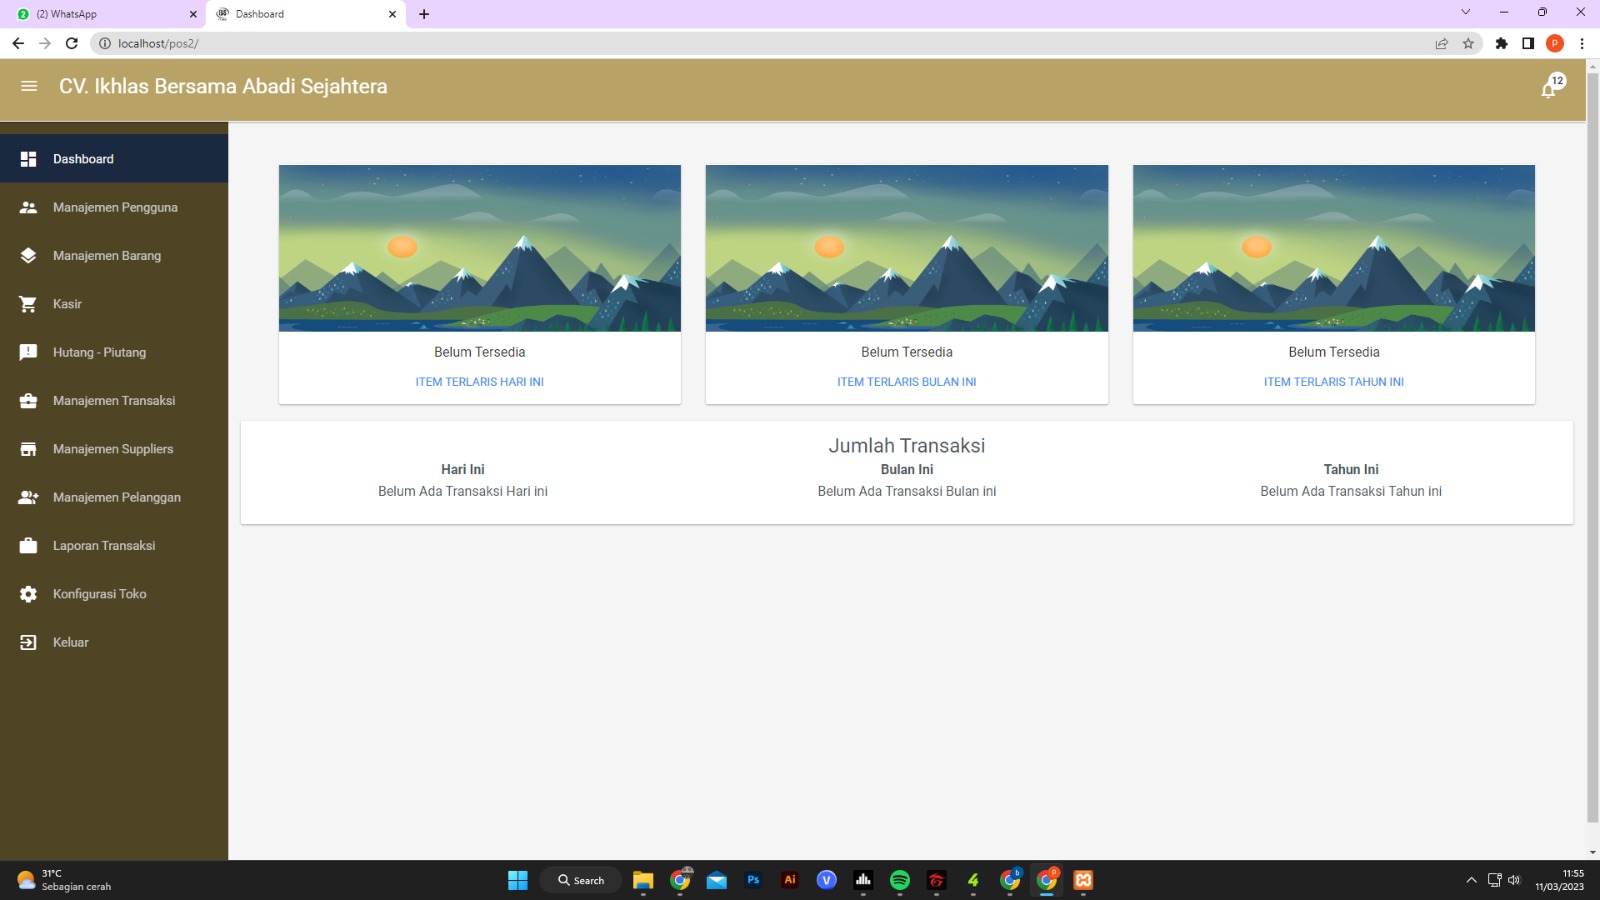 (2) WhatsApp
Dashboard
localhost/pos2/
CV. Ikhlas Bersama Abadi Sejahtera
12
Dashboard
Manajemen Pengguna
Manajemen Barang
Kasir
Hutang - Piutang
Manajemen Transaksi
Manajemen Suppliers
Manajemen Pelanggan
Laporan Transaksi
Konfigurasi Toko
Keluar
Belum Tersedia
ITEM TERLARIS HARI INI
Belum Tersedia
ITEM TERLARIS BULAN INI
Belum Tersedia
ITEM TERLARIS TAHUN INI
Jumlah Transaksi
Hari Ini
Belum Ada Transaksi Hari ini
Bulan Ini
Belum Ada Transaksi Bulan ini
Tahun Ini
Belum Ada Transaksi Tahun ini
31°C
Sebagian cerah
Search
Ps
Ai
11:55
11/03/2023